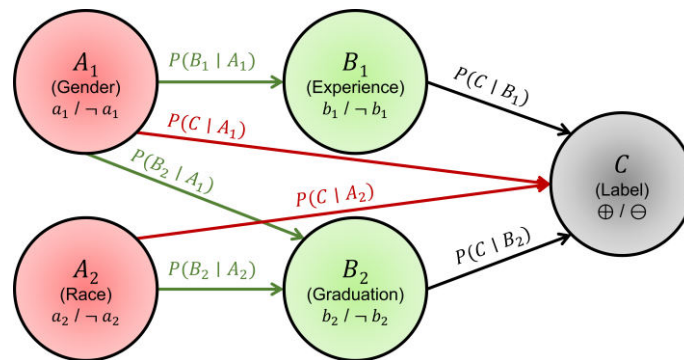 A₁
(Gender)
a₁ / ¬ a₁
P(B₁ | A₁)
B₁
(Experience)
b₁ / ¬ b₁
P(C | B₁)
P(C | A₁)
P(B₂ | A₁)
C
(Label)
⊕ / ⊖
P(C | A₂)
A₂
(Race)
a₂ / ¬ a₂
P(B₂ | A₂)
B₂
(Graduation)
b₂ / ¬ b₂
P(C | B₂)